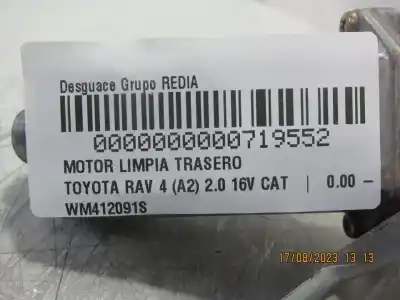 Desguace Grupo REDIA
0000000000719552
MOTOR LIMPIA TRASERO
TOYOTA RAV 4 (A2) 2.0 16V CAT | 0.00 –
WM412091S
17/08/2023 13 13